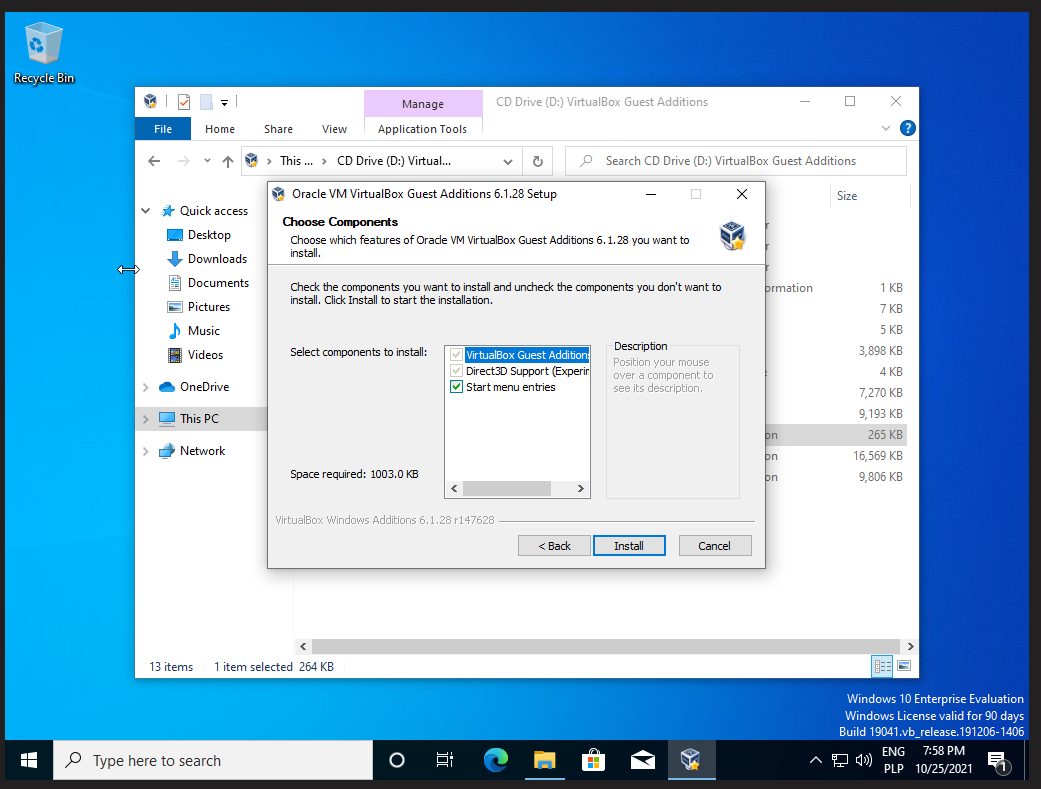 Recycle Bin
Manage
CD Drive (D:) VirtualBox Guest Additions
File
Home
Share
View
Application Tools
This ...
CD Drive (D:) Virtual...
Search CD Drive (D:) VirtualBox Guest Additions
Size
Quick access
Desktop
Downloads
Documents
Pictures
Music
Videos
OneDrive
This PC
Network
1 KB
7 KB
5 KB
3,898 KB
4 KB
7,270 KB
9,193 KB
265 KB
16,569 KB
9,806 KB
Oracle VM VirtualBox Guest Additions 6.1.28 Setup
Choose Components
Choose which features of Oracle VM VirtualBox Guest Additions 6.1.28 you want to
install.
Check the components you want to install and uncheck the components you don't want to
install. Click Install to start the installation.
Select components to install:
VirtualBox Guest Additions
Direct3D Support (Experim
Start menu entries
Description
Position your mouse
over a component to
see its description.
Space required: 1003.0 KB
VirtualBox Windows Additions 6.1.28 r147628
< Back
Install
Cancel
13 items
1 item selected 264 KB
Windows 10 Enterprise Evaluation
Windows License valid for 90 days
Build 19041.vb_release.191206-1406
Type here to search
ENG
PLP
7:58 PM
10/25/2021
1